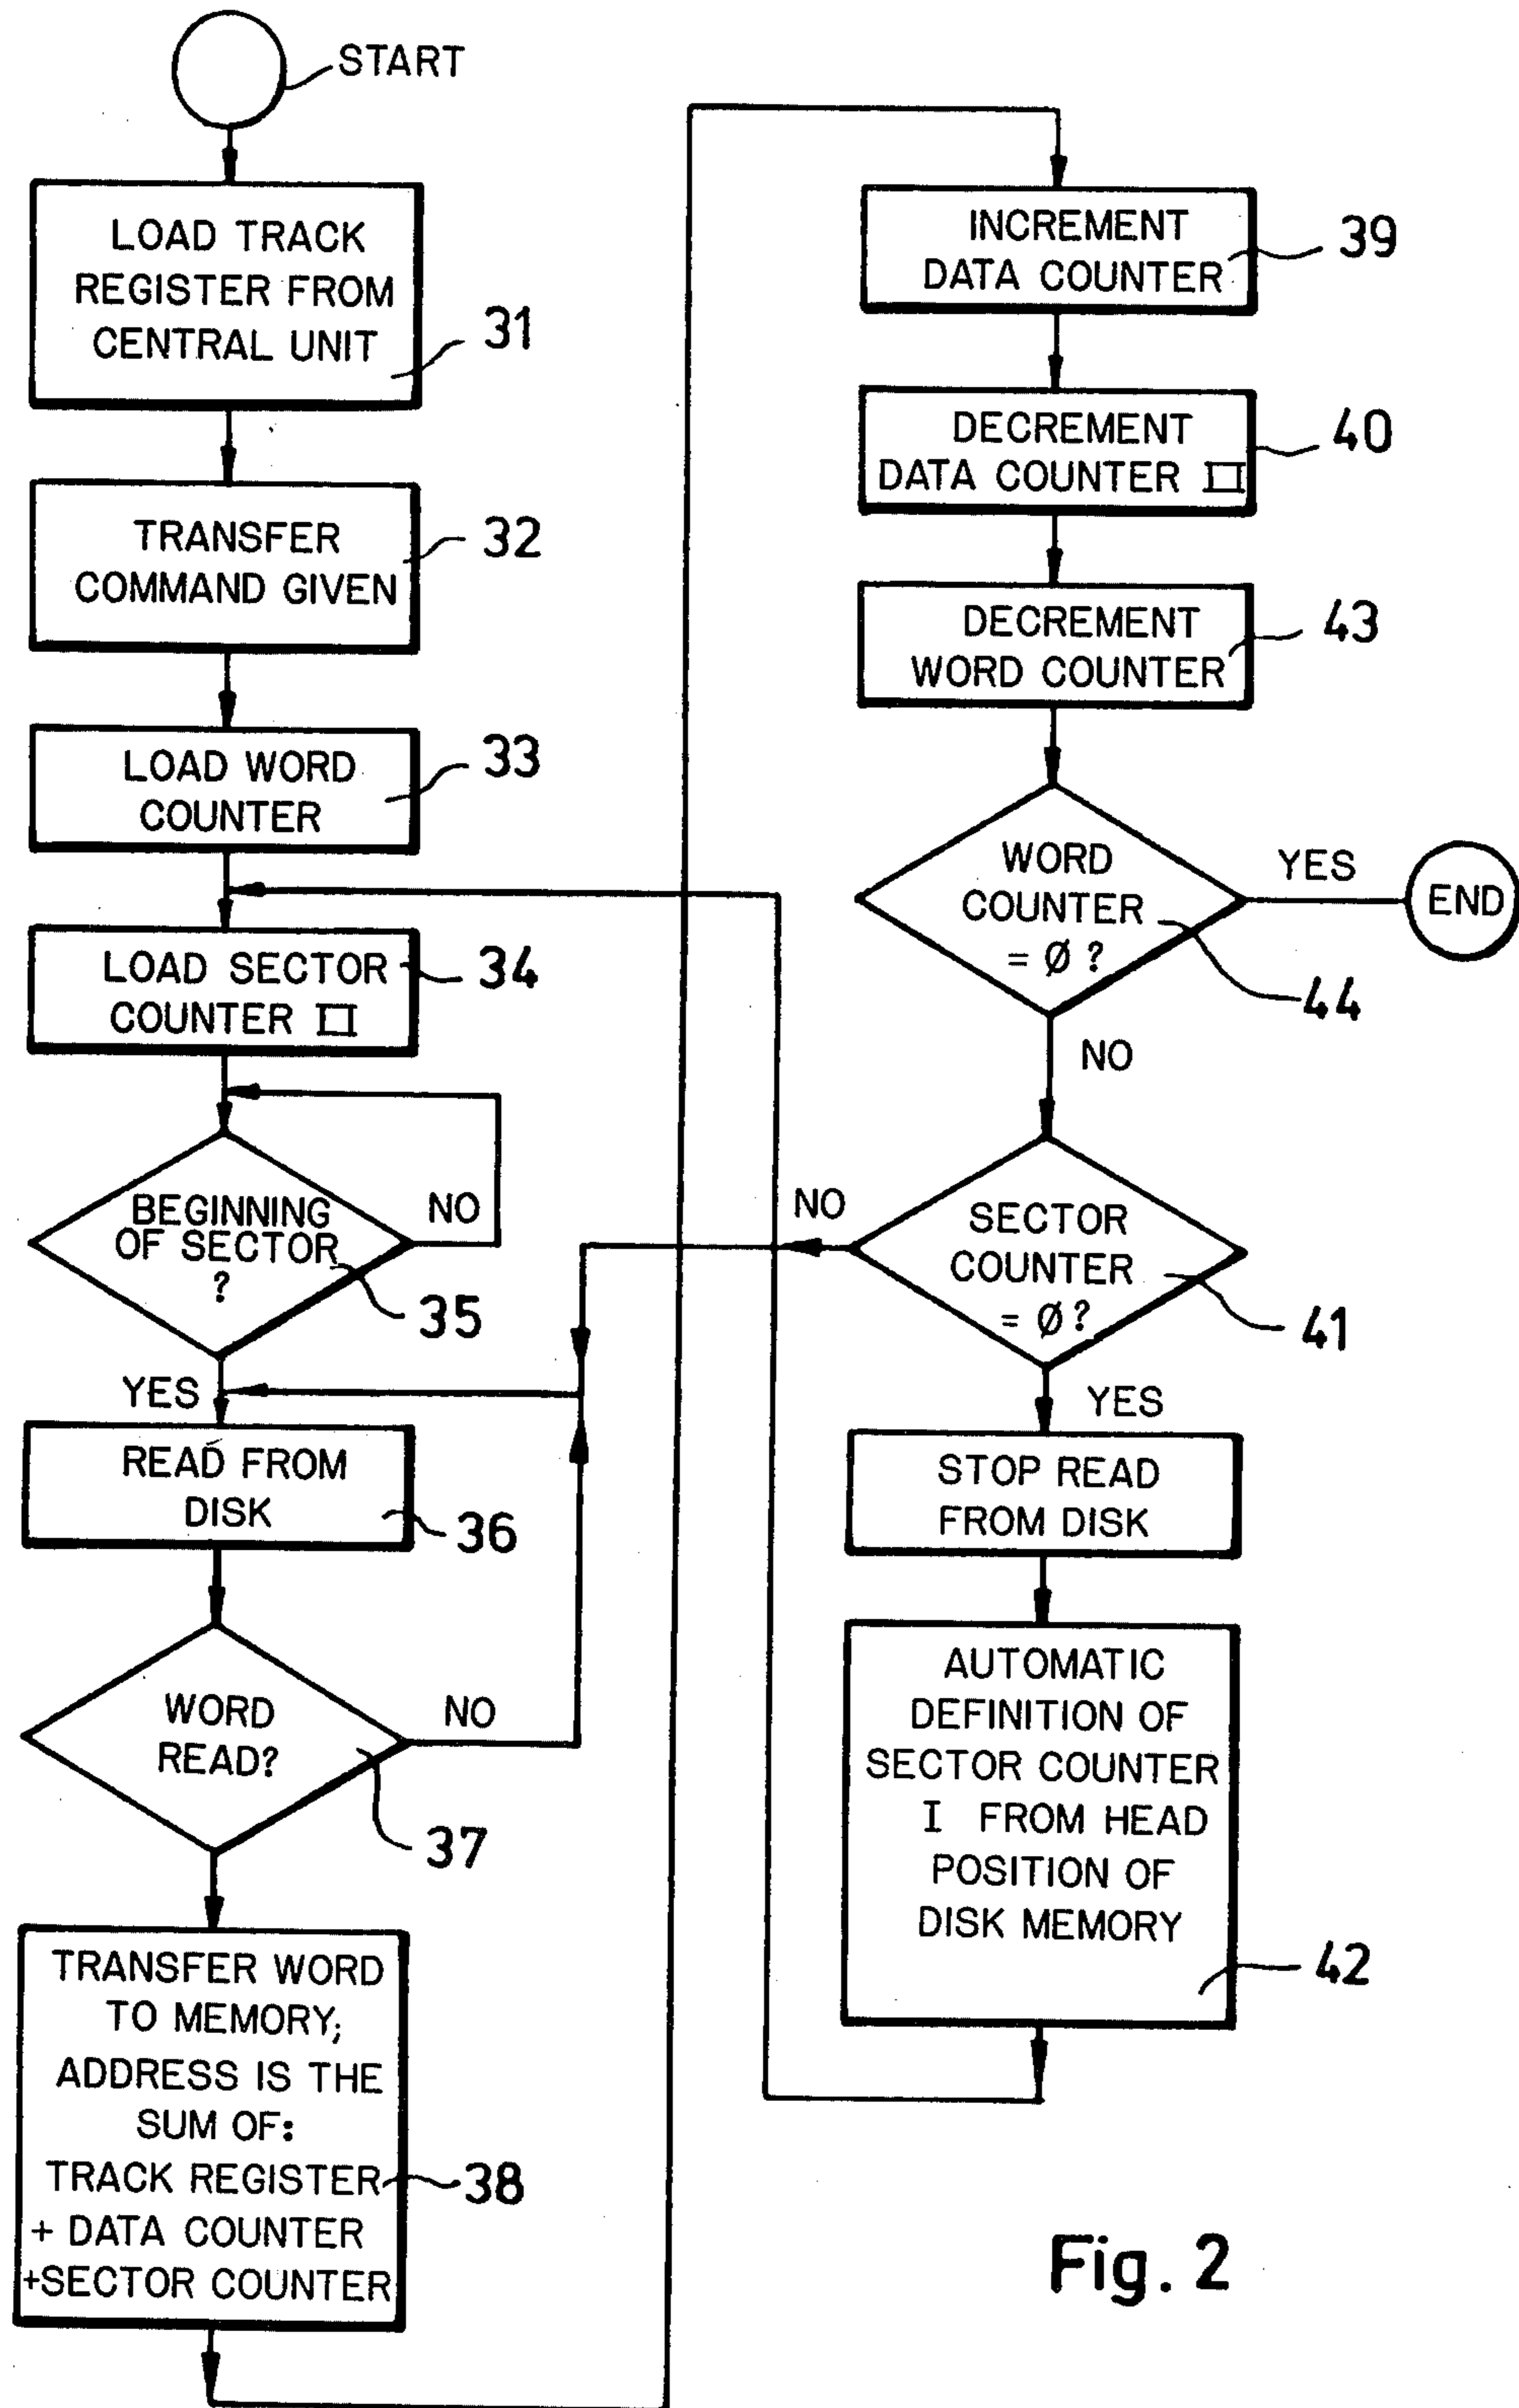 START
LOAD TRACK
REGISTER FROM
CENTRAL UNIT
31
TRANSFER
COMMAND GIVEN
32
LOAD WORD
COUNTER
33
LOAD SECTOR
COUNTER II
34
BEGINNING
OF SECTOR
?
NO
35
YES
READ FROM
DISK
36
WORD
READ?
NO
37
TRANSFER WORD
TO MEMORY;
ADDRESS IS THE
SUM OF:
TRACK REGISTER
+ DATA COUNTER
+SECTOR COUNTER
38
INCREMENT
DATA COUNTER
39
DECREMENT
DATA COUNTER II
40
DECREMENT
WORD COUNTER
43
WORD
COUNTER
= Ø ?
YES
END
44
NO
SECTOR
COUNTER
= Ø ?
NO
41
YES
STOP READ
FROM DISK
AUTOMATIC
DEFINITION OF
SECTOR COUNTER
I FROM HEAD
POSITION OF
DISK MEMORY
42
Fig. 2